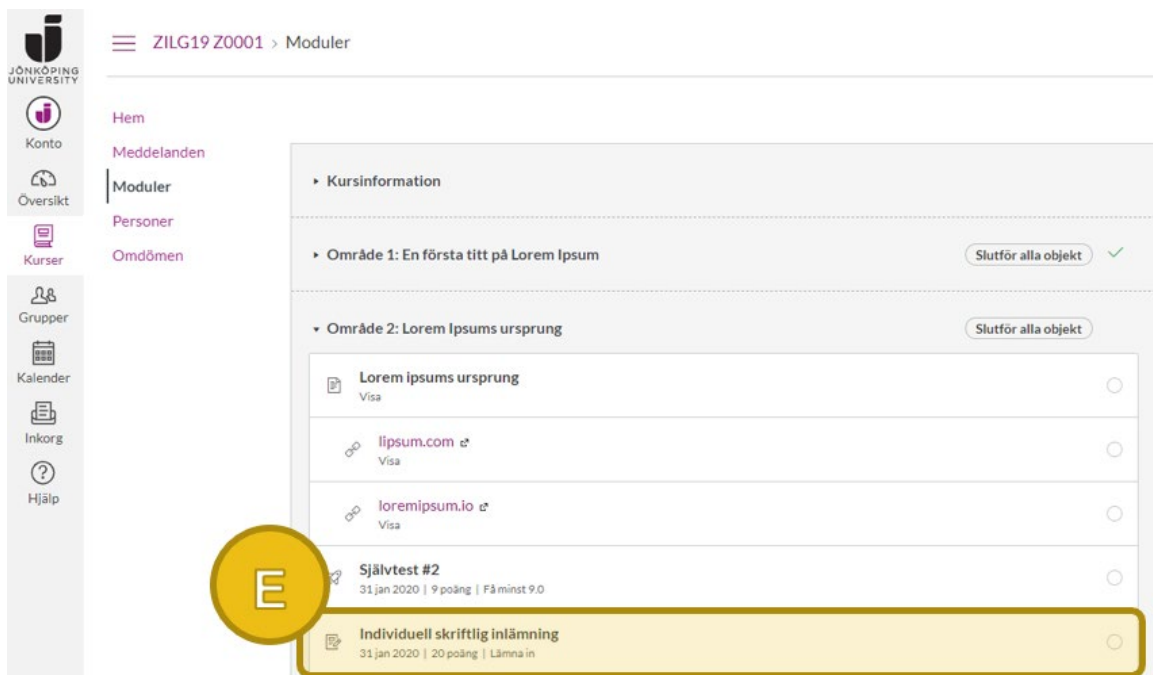 JÖNKÖPING
UNIVERSITY
ZILG19 Z0001 › Moduler
Konto
Översikt
Kurser
Grupper
Kalender
Inkorg
Hjälp
Hem
Meddelanden
Moduler
Personer
Omdömen
Kursinformation
Område 1: En första titt på Lorem Ipsum Slutför alla objekt
Område 2: Lorem Ipsums ursprung Slutför alla objekt
Lorem ipsums ursprung
Visa
lipsum.com
Visa
loremipsum.io
Visa
E
Självtest #2
31 jan 2020 | 9 poäng | Få minst 9.0
Individuell skriftlig inlämning
31 jan 2020 | 20 poäng | Lämna in